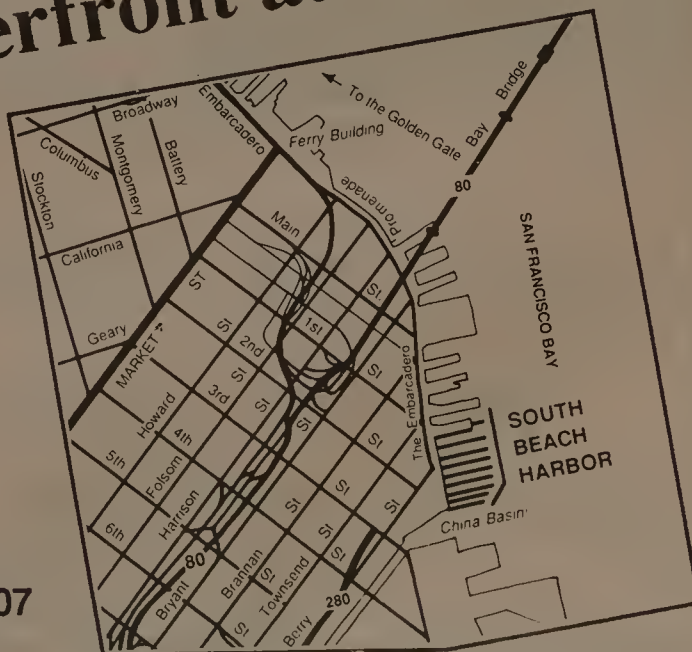 Broadway
Embarcadero
Columbus
Montgomery
Battery
Stockton
California
Geary
MARKET
ST
To the Golden Gate
Ferry Building
Promenade
Bay
Bridge
80
Main
St.
1st
St
2nd
St
3rd
St
Howard
St
4th
St
Folsom
5th
Harrison
St
6th
St
80
Bryant
St
Brannan
St
Townsend
St
Berry
280
The Embarcadero
SAN FRANCISCO BAY
SOUTH
BEACH
HARBOR
China Basin
07